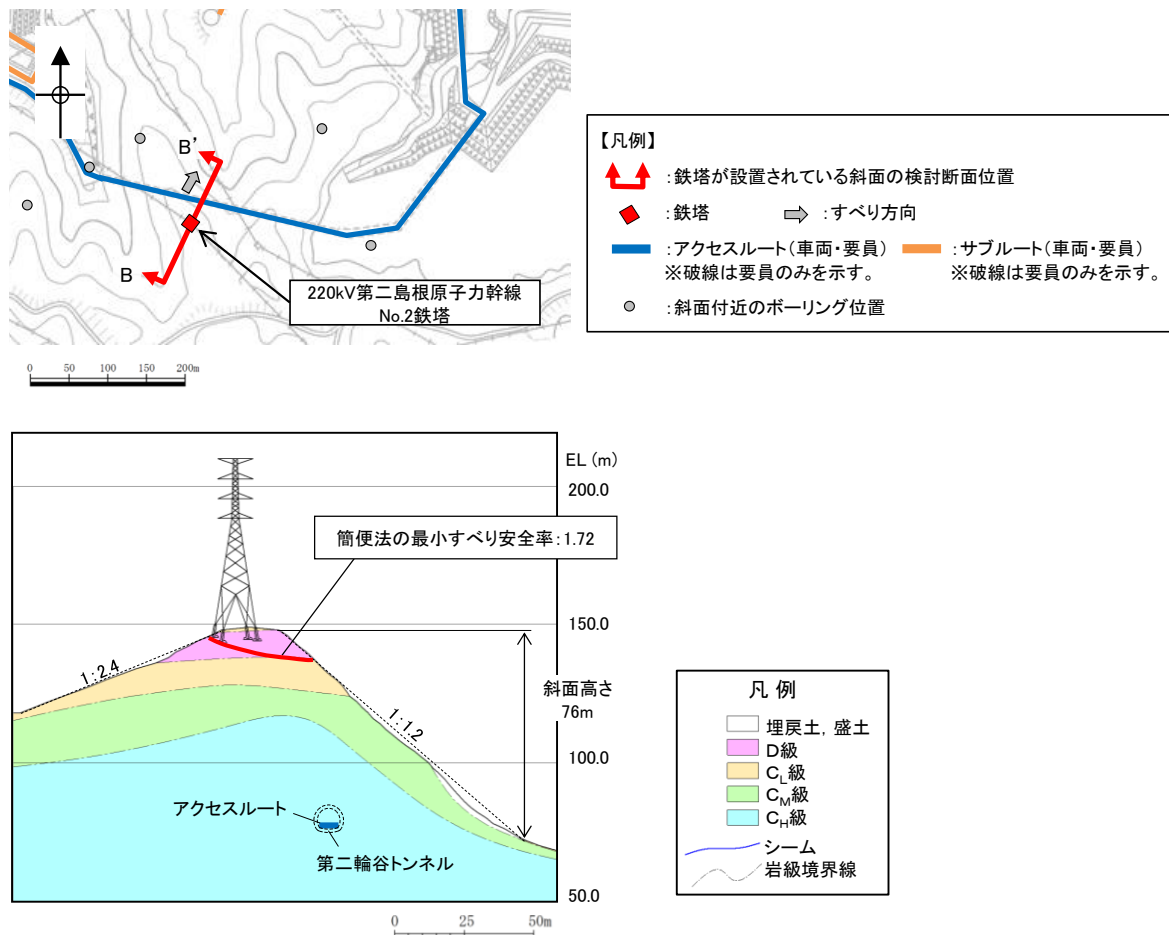 B’
B
220kV第二島根原子力幹線
No.2鉄塔
0 50 100 150 200m
【凡例】
:鉄塔が設置されている斜面の検討断面位置
:鉄塔
:すべり方向
:アクセスルート(車両・要員)
※破線は要員のみを示す。
:サブルート(車両・要員)
※破線は要員のみを示す。
:斜面付近のボーリング位置
EL (m)
200.0
簡便法の最小すべり安全率:1.72
150.0
1:2.4
斜面高さ
76m
1:1.2
100.0
アクセスルート
第二輪谷トンネル
50.0
0 25 50m
凡 例
埋戻土, 盛土
D級
CL級
CM級
CH級
シーム
岩級境界線